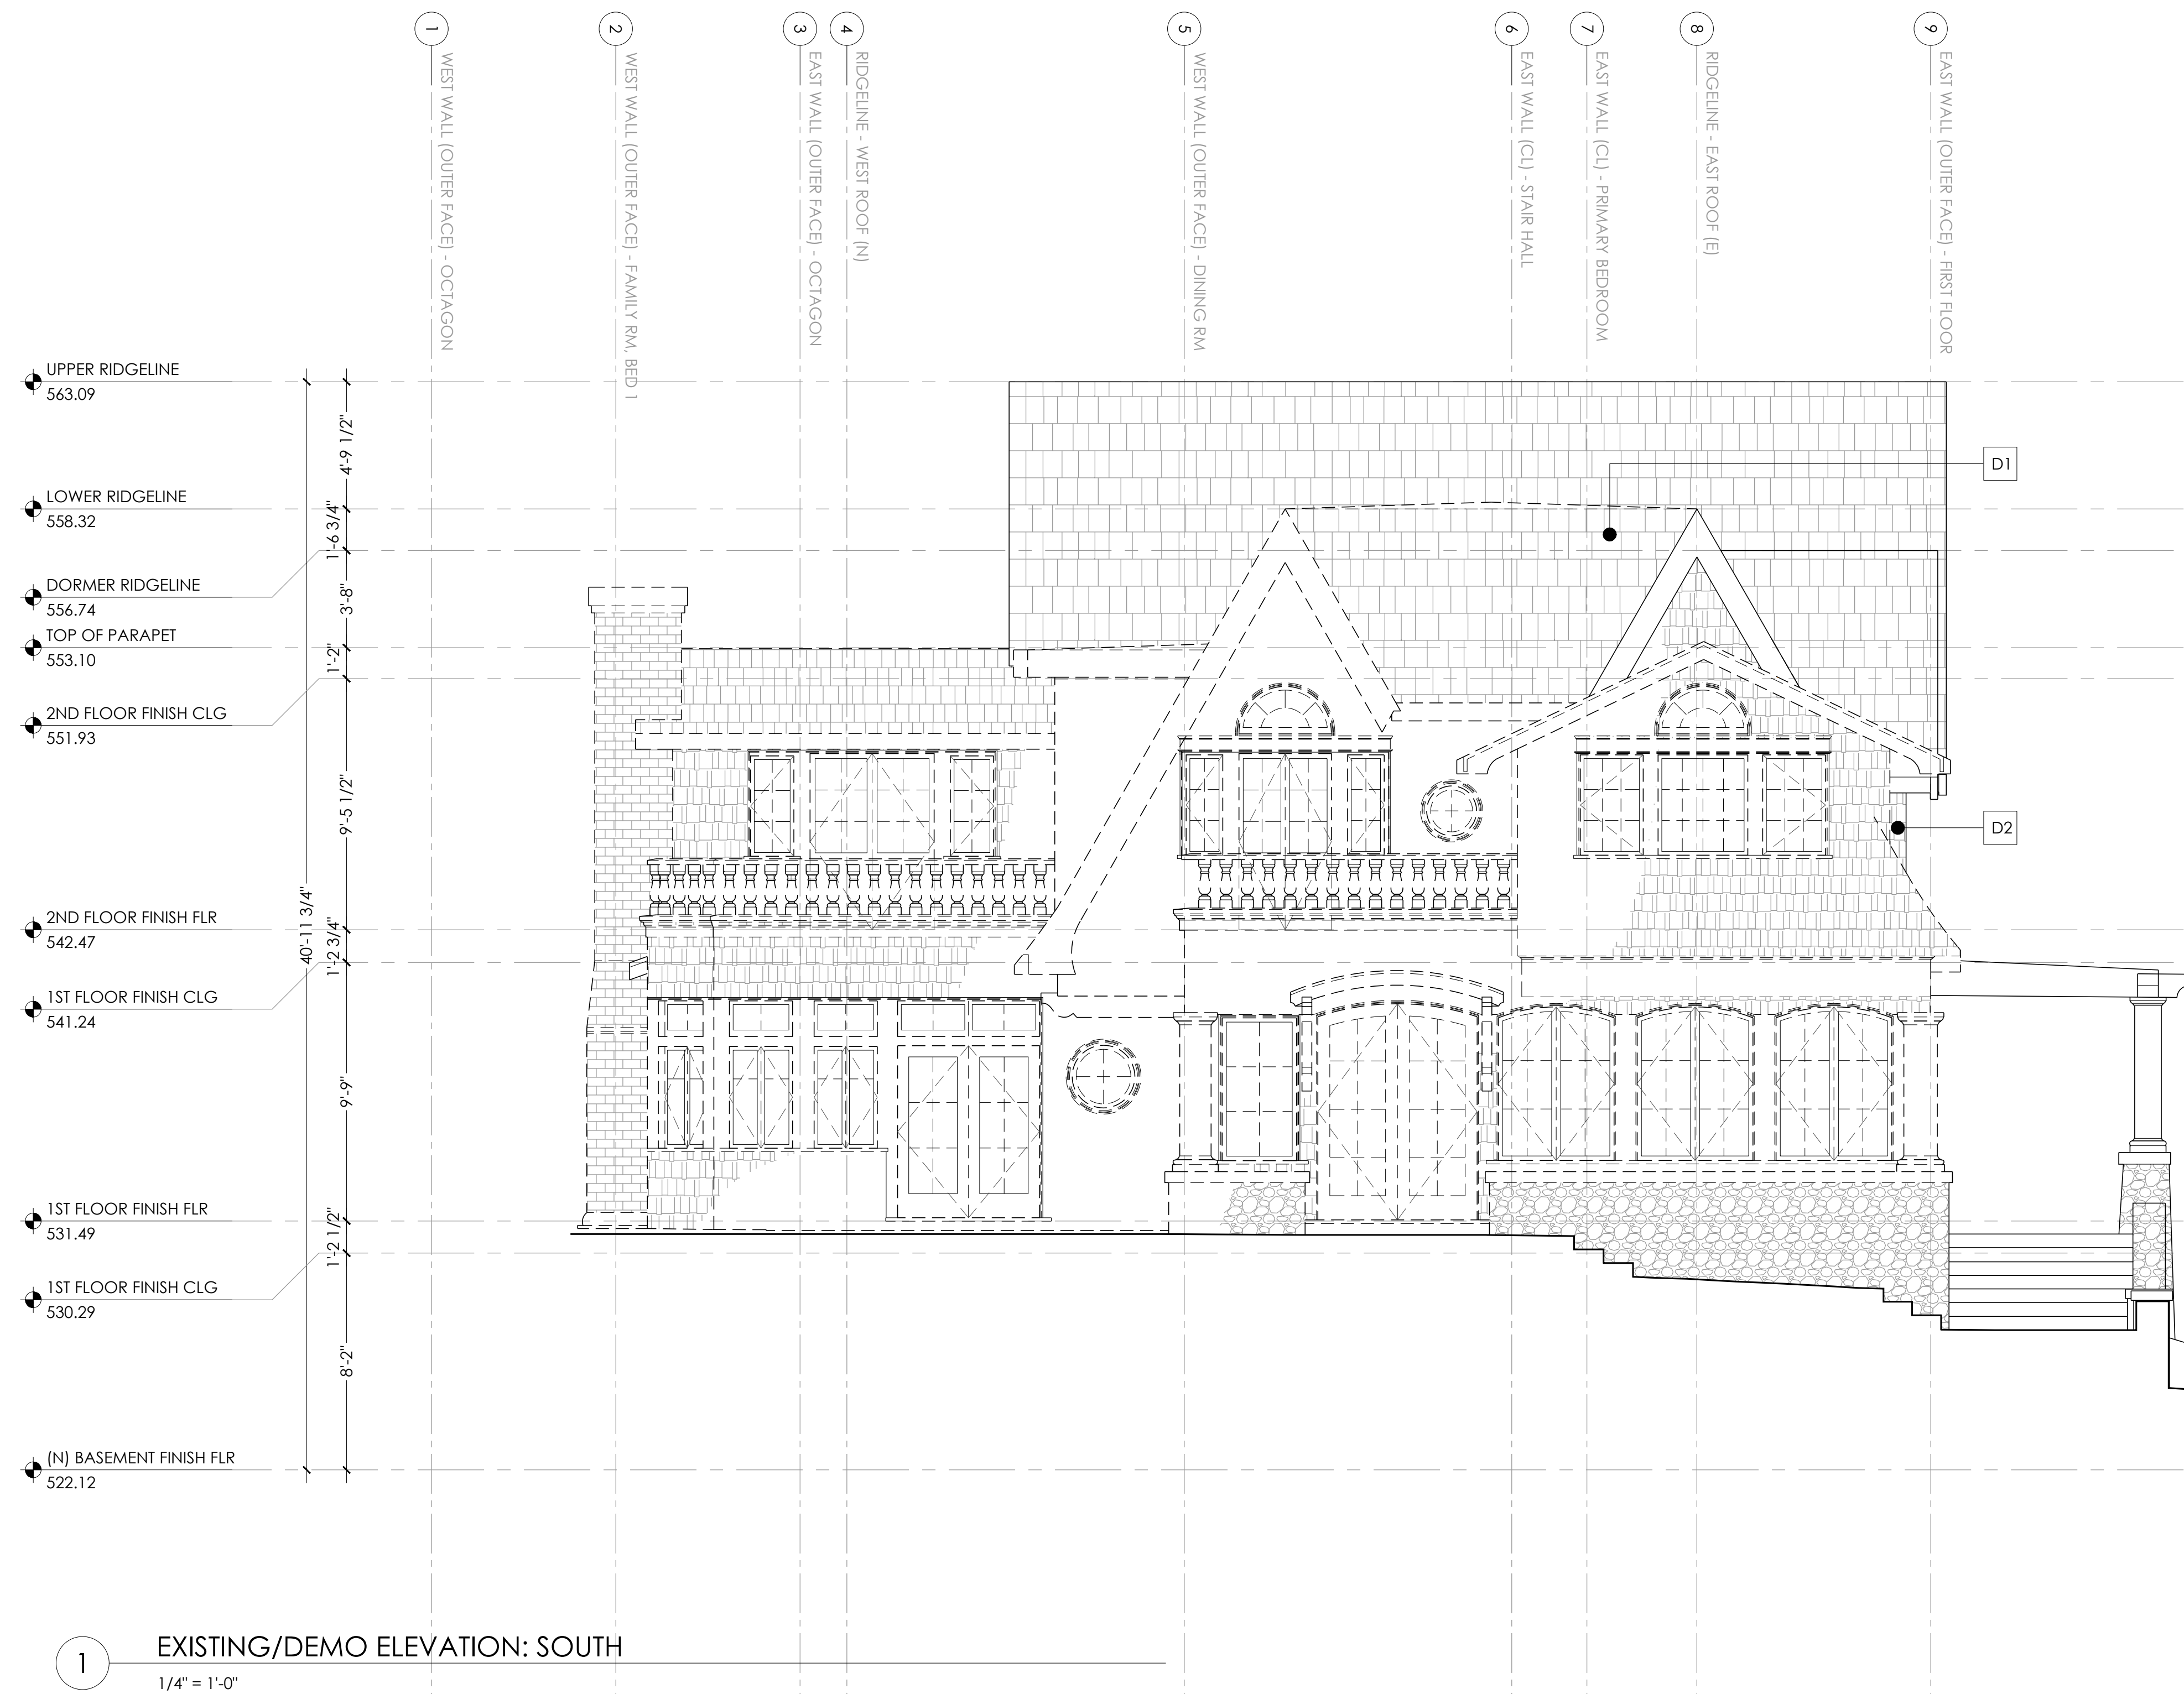 1
WEST WALL (OUTER FACE) - OCTAGON
2
WEST WALL (OUTER FACE) - FAMILY RM, BED 1
3
EAST WALL (OUTER FACE) - OCTAGON
4
RIDGELINE - WEST ROOF (N)
5
WEST WALL (OUTER FACE) - DINING RM
6
EAST WALL (CL) - STAIR HALL
7
EAST WALL (CL) - PRIMARY BEDROOM
8
RIDGELINE - EAST ROOF (E)
9
EAST WALL (OUTER FACE) - FIRST FLOOR
UPPER RIDGELINE
563.09
LOWER RIDGELINE
558.32
DORMER RIDGELINE
556.74
TOP OF PARAPET
553.10
2ND FLOOR FINISH CLG
551.93
2ND FLOOR FINISH FLR
542.47
1ST FLOOR FINISH CLG
541.24
1ST FLOOR FINISH FLR
531.49
1ST FLOOR FINISH CLG
530.29
(N) BASEMENT FINISH FLR
522.12
40'-11 3/4"
4'-9 1/2"
1'-6 3/4"
3'-8"
1'-2"
9'-5 1/2"
1'-2 3/4"
9'-9"
1'-2 1/2"
8'-2"
D1
D2
1
EXISTING/DEMO ELEVATION: SOUTH
1/4" = 1'-0"